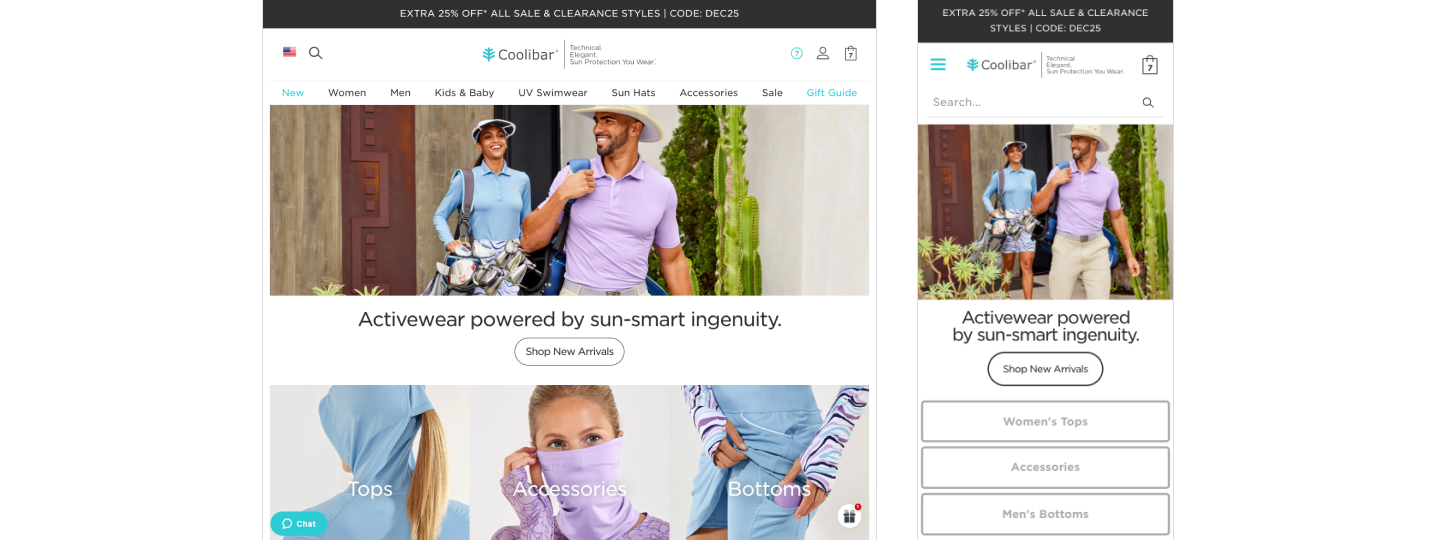 EXTRA 25% OFF* ALL SALE & CLEARANCE STYLES | CODE: DEC25
Coolibar®
Technical.
Elegant.
Sun Protection You Wear™.
?
7
New Women Men Kids & Baby UV Swimwear Sun Hats Accessories Sale Gift Guide
Activewear powered by sun-smart ingenuity.
Shop New Arrivals
Tops
Accessories
Bottoms
Chat
EXTRA 25% OFF* ALL SALE & CLEARANCE
STYLES | CODE: DEC25
Coolibar®
Technical.
Elegant.
Sun Protection You Wear™.
7
Search...
Activewear powered
by sun-smart ingenuity.
Shop New Arrivals
Women's Tops
Accessories
Men's Bottoms